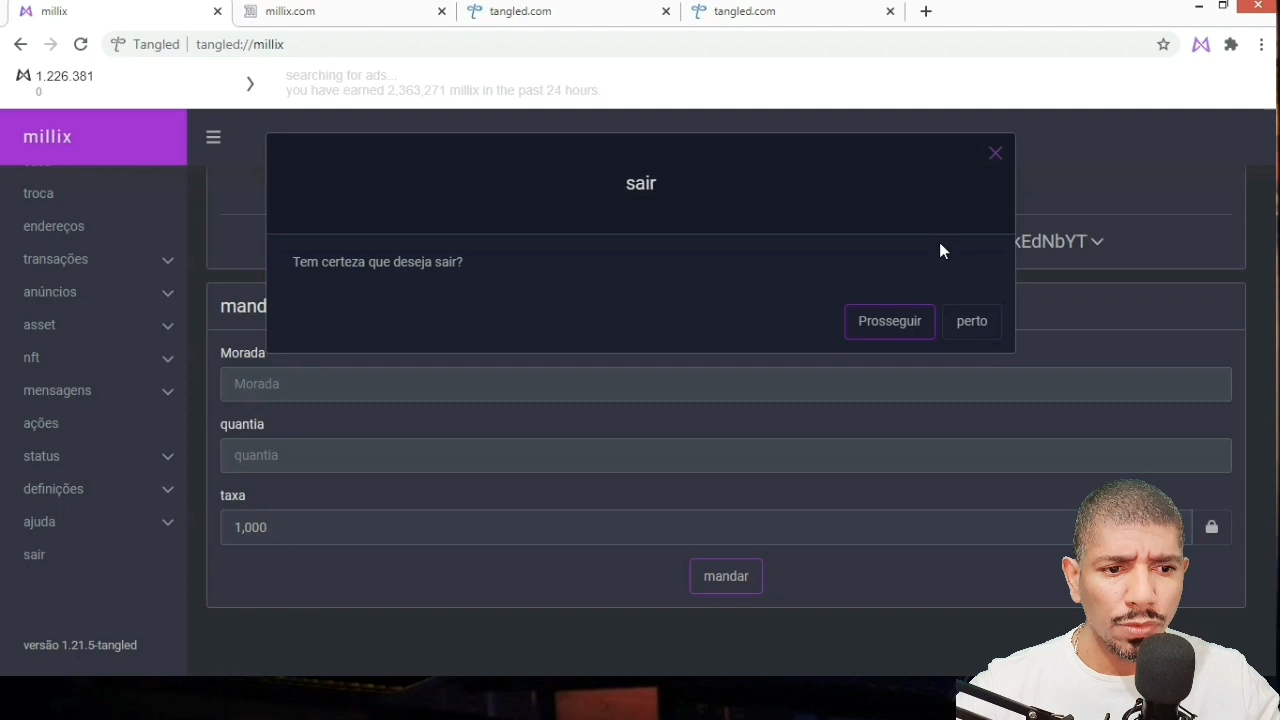 millix
millix.com
tangled.com
tangled.com
Tangled
tangled://millix
1.226.381
0
searching for ads...
you have earned 2,363,271 millix in the past 24 hours.
millix
sair
troca
endereços
transações
anúncios
asset
nft
mensagens
ações
status
definições
ajuda
sair
versão 1.21.5-tangled
Tem certeza que deseja sair?
Prosseguir
perto
kEdNbYT
mand
Morada
Morada
quantia
quantia
taxa
1,000
mandar